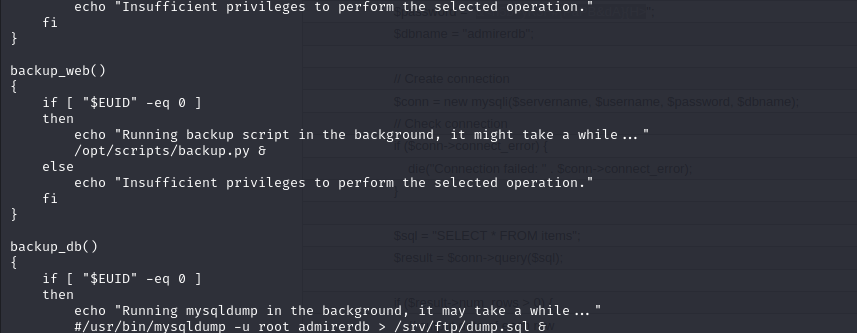 echo "Insufficient privileges to perform the selected operation."
    fi
}

backup_web()
{
    if [ "$EUID" -eq 0 ]
    then
        echo "Running backup script in the background, it might take a while..."
        /opt/scripts/backup.py &
    else
        echo "Insufficient privileges to perform the selected operation."
    fi
}

backup_db()
{
    if [ "$EUID" -eq 0 ]
    then
        echo "Running mysqldump in the background, it may take a while..."
        #/usr/bin/mysqldump -u root admirerdb > /srv/ftp/dump.sql &
$dbname = "admirerdb";
// Create connection
$conn = new mysqli($servername, $username, $password, $dbname);
// Check connection
if ($conn->connect_error) {
die("Connection failed: " . $conn->connect_error);
}
$sql = "SELECT * FROM items";
$result = $conn->query($sql);
if ($result->num_rows > 0) {